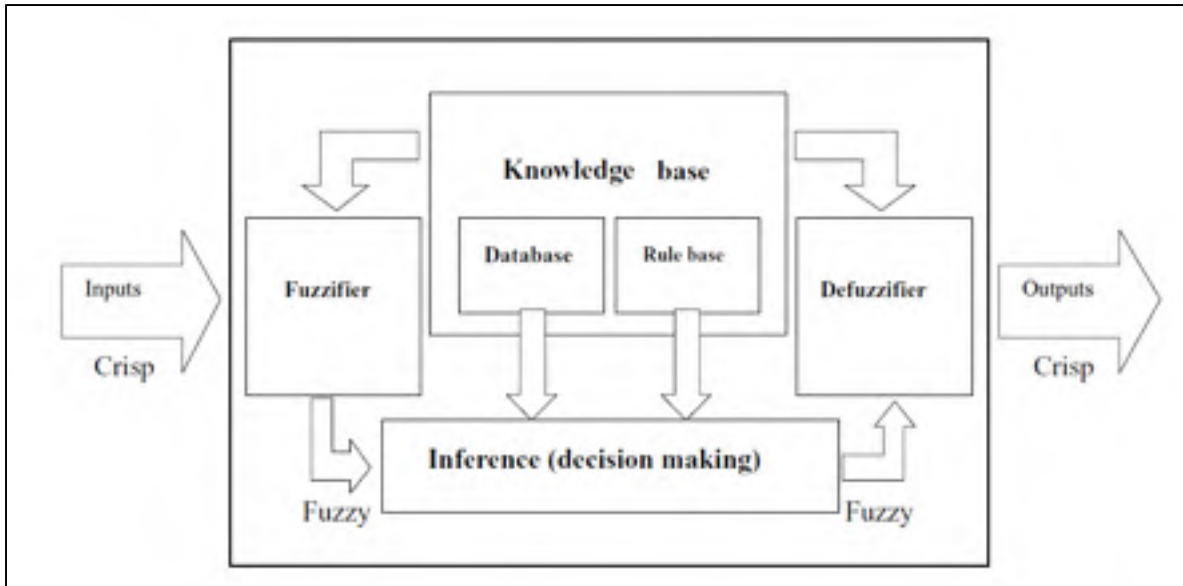 Knowledge base
Database
Rule base
Inputs
Fuzzifier
Defuzzifier
Outputs
Crisp
Crisp
Inference (decision making)
Fuzzy
Fuzzy